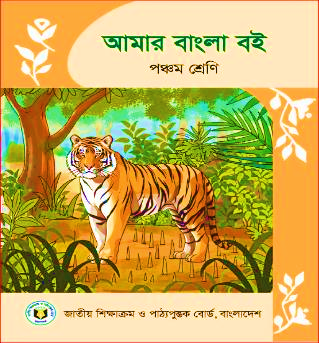 আমার বাংলা বই
পঞ্চম শ্রেণি
জাতীয় শিক্ষাক্রম ও পাঠ্যপুস্তক বোর্ড, বাংলাদেশ